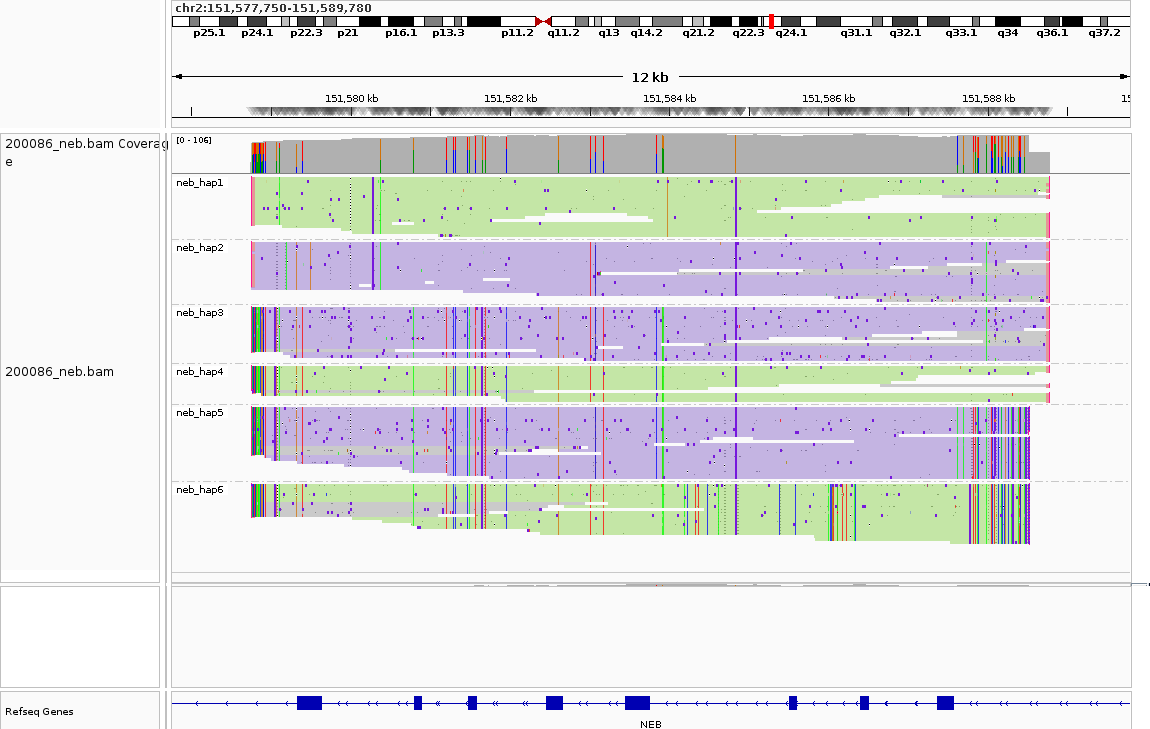 chr2:151,577,750-151,589,780
p25.1 p24.1 p22.3 p21 p16.1 p13.3 p11.2 q11.2 q13 q14.2 q21.2 q22.3 q24.1 q31.1 q32.1 q33.1 q34 q36.1 q37.2
12 kb
151,580 kb 151,582 kb 151,584 kb 151,586 kb 151,588 kb 15
200086_neb.bam Coverag
e
[0 - 106]
neb_hap1
neb_hap2
neb_hap3
200086_neb.bam
neb_hap4
neb_hap5
neb_hap6
Refseq Genes
NEB